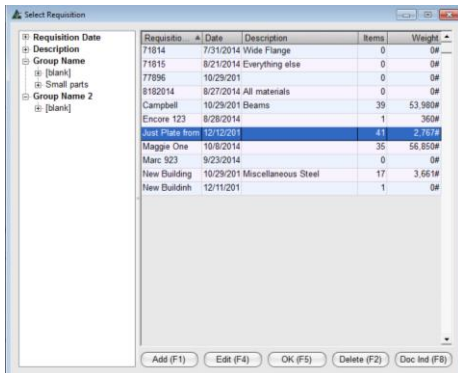 Select Requisition
Requisition Date
Description
Group Name
[blank]
Small parts
Group Name 2
[blank]
Requisitio... Date Description Items Weight
71814 7/31/2014 Wide Flange 0 0#
71815 8/21/2014 Everything else 0 0#
77896 10/29/201 0 0#
8182014 8/27/2014 All materials 0 0#
Campbell 10/29/201 Beams 39 53,980#
Encore 123 8/28/2014 1 360#
Just Plate from 12/12/201 41 2,767#
Maggie One 10/8/2014 35 56,850#
Marc 923 9/23/2014 0 0#
New Building 10/29/201 Miscellaneous Steel 17 3,661#
New Buildinh 12/11/201 1 0#
Add (F1) Edit (F4) OK (F5) Delete (F2) Doc Ind (F8)